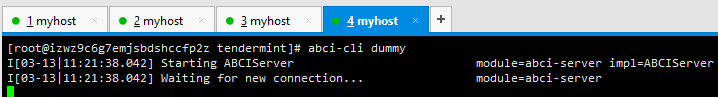 1 myhost × 2 myhost × 3 myhost × 4 myhost × +
[root@izwz9c6g7emjsbdshccfp2z tendermint]# abci-cli dummy
I[03-13|11:21:38.042] Starting ABCIServer module=abci-server impl=ABCIServer
I[03-13|11:21:38.042] Waiting for new connection... module=abci-server